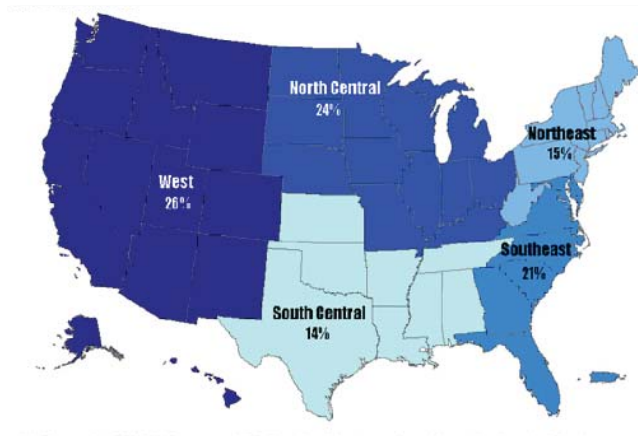 North Central
24%
Northeast
15%
West
26%
Southeast
21%
South Central
14%